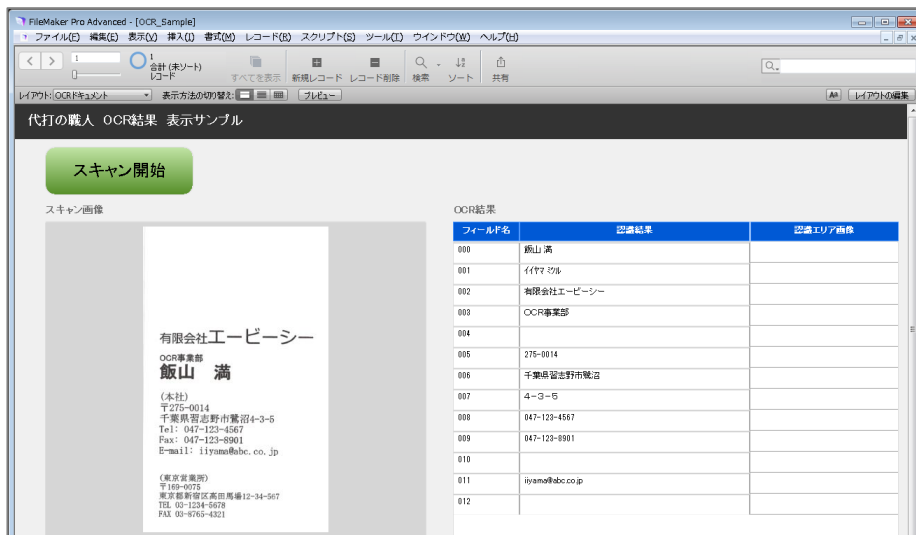 FileMaker Pro Advanced - [OCR_Sample]
ファイル(F) 編集(E) 表示(V) 挿入(I) 書式(M) レコード(R) スクリプト(S) ツール(T) ウインドウ(W) ヘルプ(H)
1
1
合計 (未ソート)
レコード
すべてを表示 新規レコード レコード削除 検索 ソート 共有
レイアウト: OCRドキュメント 表示方法の切り替え: プレビュー Aa レイアウトの編集
代打の職人 OCR結果 表示サンプル
スキャン開始
スキャン画像
有限会社エービーシー
OCR事業部
飯山 満
(本社)
〒275-0014
千葉県習志野市鷺沼4-3-5
Tel: 047-123-4567
Fax: 047-123-8901
E-mail: iiyama@abc.co.jp
(東京営業所)
〒169-0075
東京都新宿区高田馬場12-34-567
TEL 03-1234-5678
FAX 03-8765-4321
OCR結果
フィールド名 認識結果 認識エリア画像
000 飯山 満
001 イイヤマ ミツル
002 有限会社エービーシー
003 OCR事業部
004
005 275-0014
006 千葉県習志野市鷺沼
007 4-3-5
008 047-123-4567
009 047-123-8901
010
011 iiyama@abc.co.jp
012